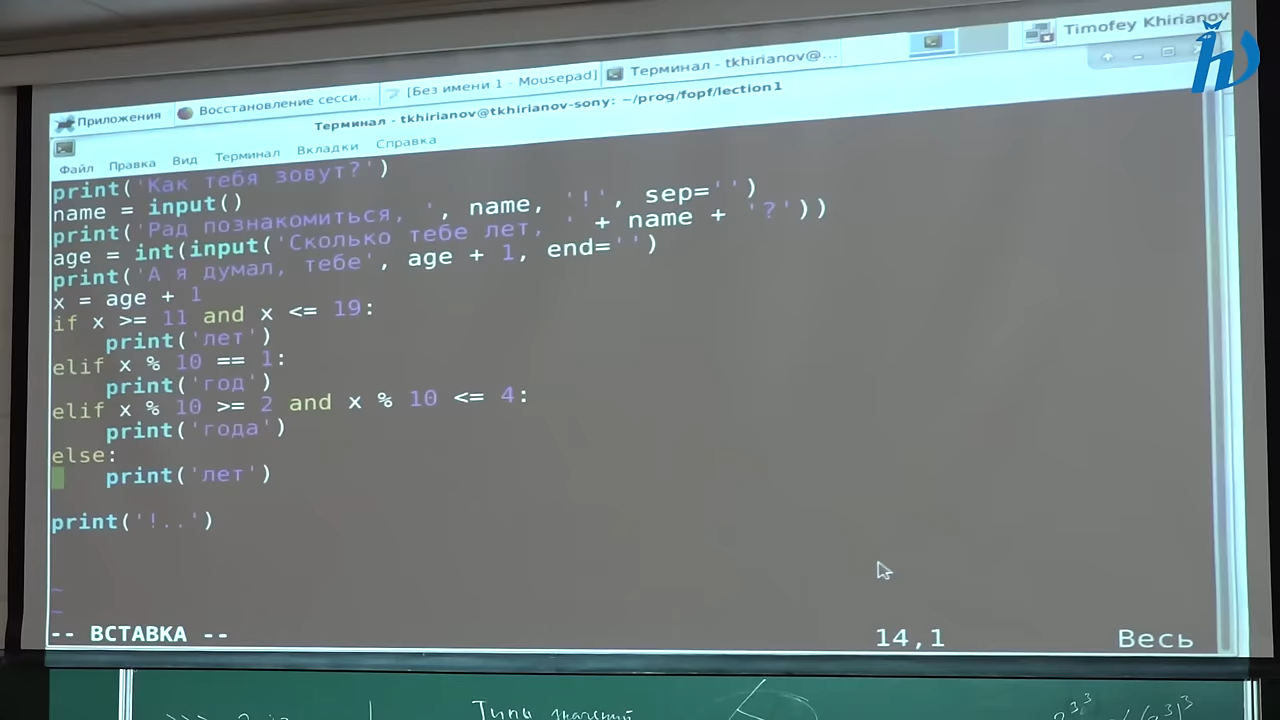 Timofey Khirianov
Приложения
Восстановление сесси...
[Без имени 1 - Mousepad]
Терминал - tkhirianov@...
Терминал - tkhirianov@tkhirianov-sony: ~/prog/fopf/lection1
Файл Правка Вид Терминал Вкладки Справка
print('Как тебя зовут?')
name = input()
print('Рад познакомиться, ', name, '!', sep='')
age = int(input('Сколько тебе лет, ' + name + '?'))
print('А я думал, тебе', age + 1, end='')
x = age + 1
if x >= 11 and x <= 19:
    print('лет')
elif x % 10 == 1:
    print('год')
elif x % 10 >= 2 and x % 10 <= 4:
    print('года')
else:
    print('лет')
print('!..')
~
~
-- ВСТАВКА -- 14,1 Весь
Типы значений